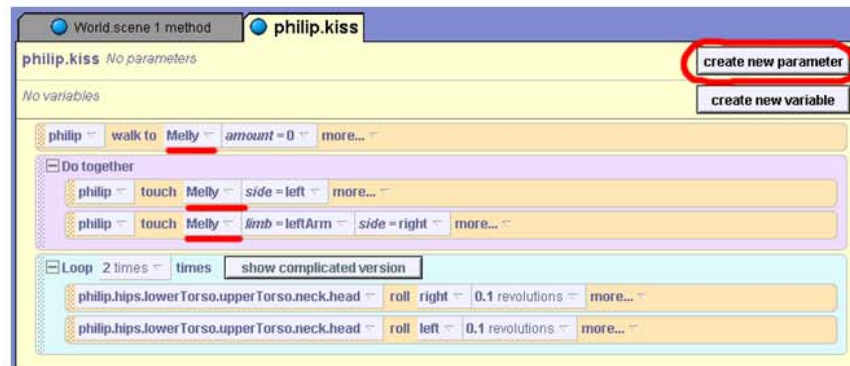 World.scene 1 method philip.kiss
philip.kiss No parameters create new parameter
No variables create new variable
philip walk to Melly amount = 0 more...
Do together
philip touch Melly side = left more...
philip touch Melly limb = leftArm side = right more...
Loop 2 times times show complicated version
philip.hips.lowerTorso.upperTorso.neck.head roll right 0.1 revolutions more...
philip.hips.lowerTorso.upperTorso.neck.head roll left 0.1 revolutions more...